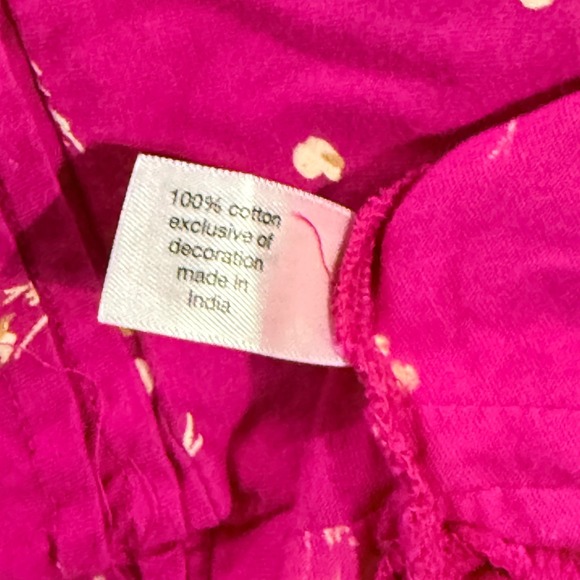 100% cotton
exclusive of
decoration
made in
India